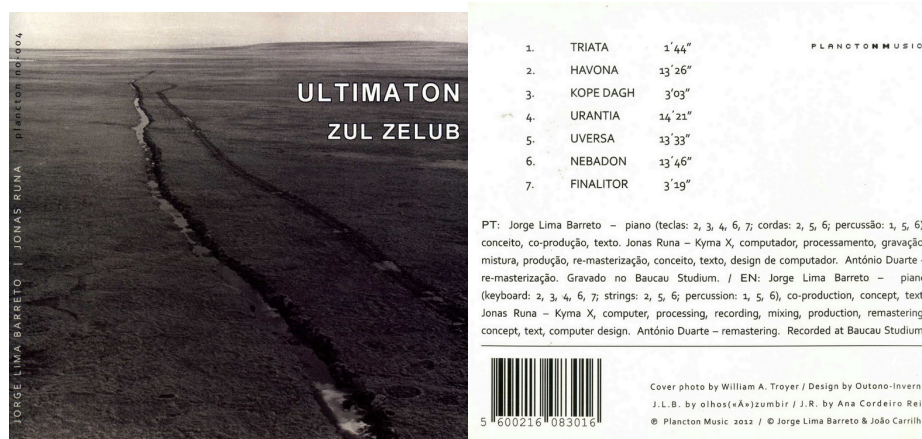 JORGE LIMA BARRETO | JONAS RUNA | plancton no.004
ULTIMATON
ZUL ZELUB
PLANCTONMUSIC
1. TRIATA 1´44”
2. HAVONA 13´26”
3. KOPE DAGH 3’03”
4. URANTIA 14´21”
5. UVERSA 13´33”
6. NEBADON 13´46”
7. FINALITOR 3´19”
PT: Jorge Lima Barreto – piano (teclas: 2, 3, 4, 6, 7; cordas: 2, 5, 6; percussão: 1, 5, 6)
conceito, co-produção, texto. Jonas Runa – Kyma X, computador, processamento, gravação
mistura, produção, re-masterização, conceito, texto, design de computador. António Duarte -
re-masterização. Gravado no Baucau Studium. / EN: Jorge Lima Barreto – piano
(keyboard: 2, 3, 4, 6, 7; strings: 2, 5, 6; percussion: 1, 5, 6), co-production, concept, text
Jonas Runa – Kyma X, computer, processing, recording, mixing, production, remastering
concept, text, computer design. António Duarte – remastering. Recorded at Baucau Studium
Cover photo by William A. Troyer / Design by Outono-Invern
J.L.B. by olhos(«Ä»)zumbir / J.R. by Ana Cordeiro Rei
℗ Plancton Music 2012 / © Jorge Lima Barreto & João Carrilh
5 600216 083016